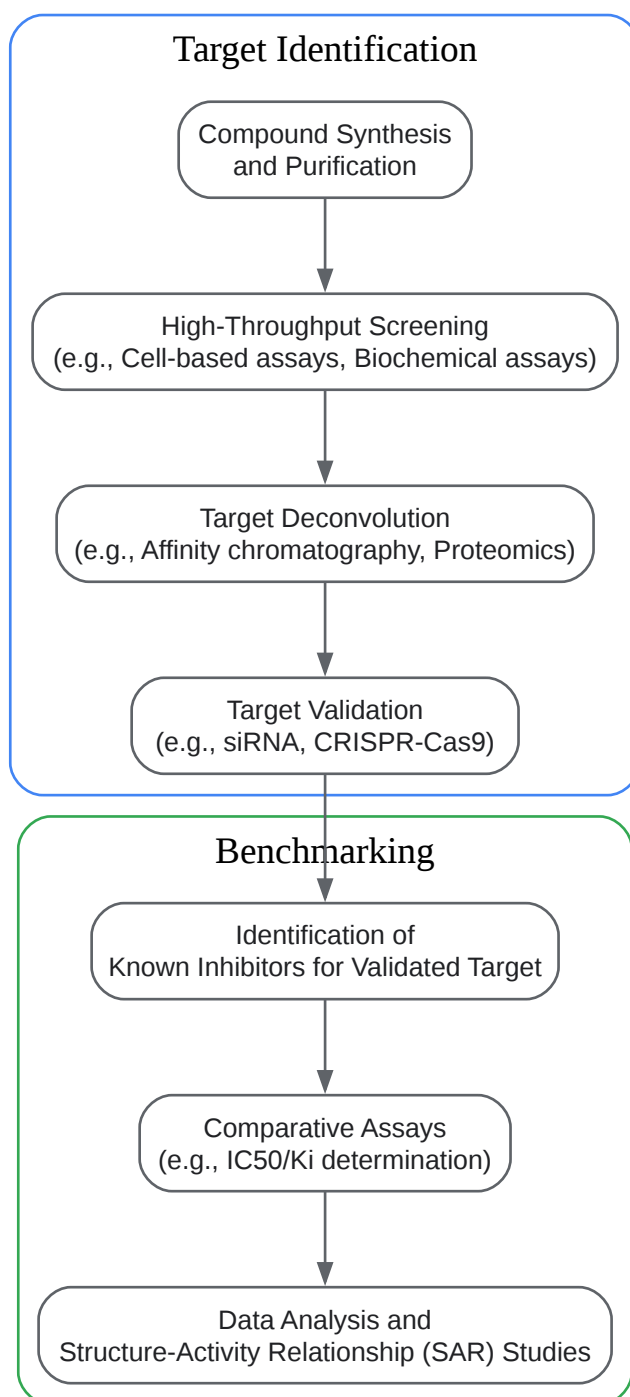 Target Identification
Compound Synthesis
and Purification
High-Throughput Screening
(e.g., Cell-based assays, Biochemical assays)
Target Deconvolution
(e.g., Affinity chromatography, Proteomics)
Target Validation
(e.g., siRNA, CRISPR-Cas9)
Benchmarking
Identification of
Known Inhibitors for Validated Target
Comparative Assays
(e.g., IC50/Ki determination)
Data Analysis and
Structure-Activity Relationship (SAR) Studies